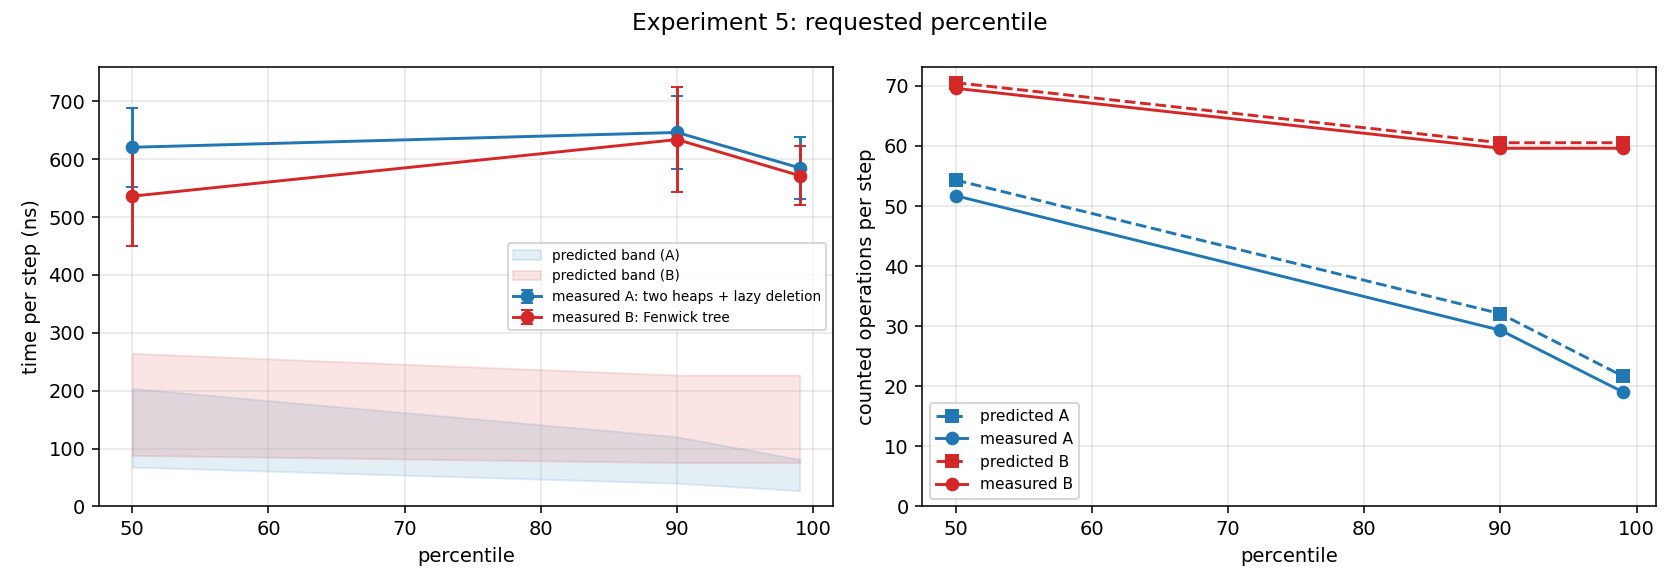 Experiment 5: requested percentile
time per step (ns)
700
600
500
400
300
200
100
0
predicted band (A)
predicted band (B)
measured A: two heaps + lazy deletion
measured B: Fenwick tree
50
60
70
80
90
100
percentile
counted operations per step
70
60
50
40
30
20
10
0
predicted A
measured A
predicted B
measured B
50
60
70
80
90
100
percentile